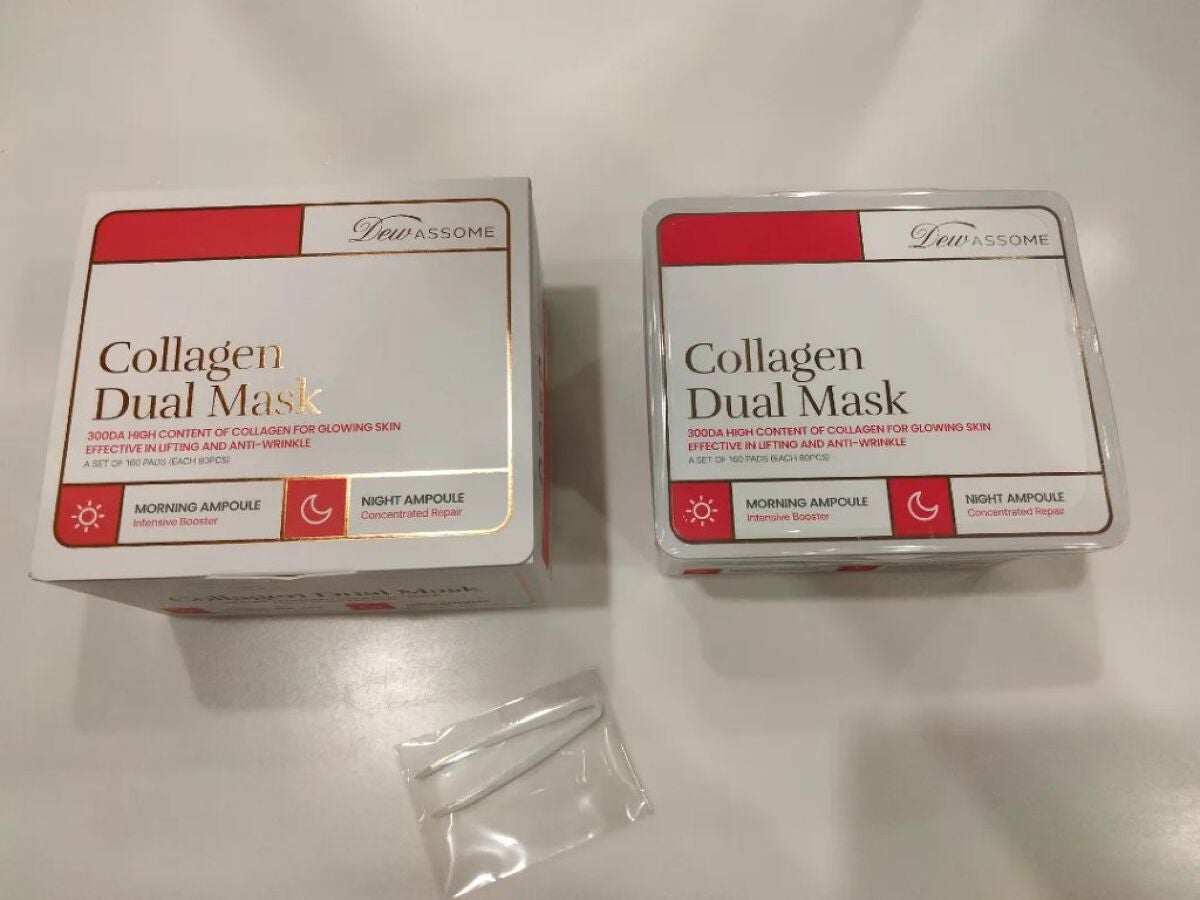 Dew ASSOME
Collagen
Dual Mask
300DA HIGH CONTENT OF COLLAGEN FOR GLOWING SKIN
EFFECTIVE IN LIFTING AND ANTI-WRINKLE
A SET OF 160 PADS (EACH 80PCS)
MORNING AMPOULE
Intensive Booster
NIGHT AMPOULE
Concentrated Repair
Collagen Dual Mask
Dew ASSOME
Collagen
Dual Mask
300DA HIGH CONTENT OF COLLAGEN FOR GLOWING SKIN
EFFECTIVE IN LIFTING AND ANTI-WRINKLE
A SET OF 160 PADS (EACH 80PCS)
MORNING AMPOULE
Intensive Booster
NIGHT AMPOULE
Concentrated Repair